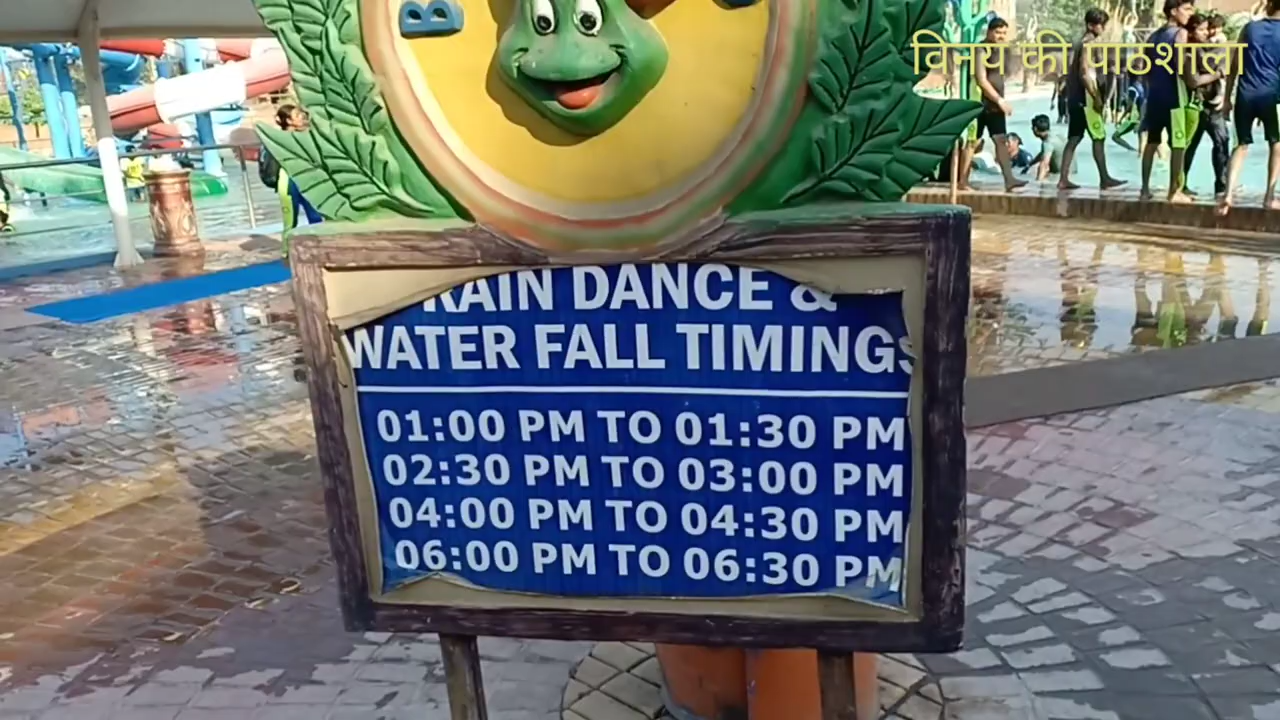 विनय की पाठशाला
RAIN DANCE &
WATER FALL TIMINGS
01:00 PM TO 01:30 PM
02:30 PM TO 03:00 PM
04:00 PM TO 04:30 PM
06:00 PM TO 06:30 PM